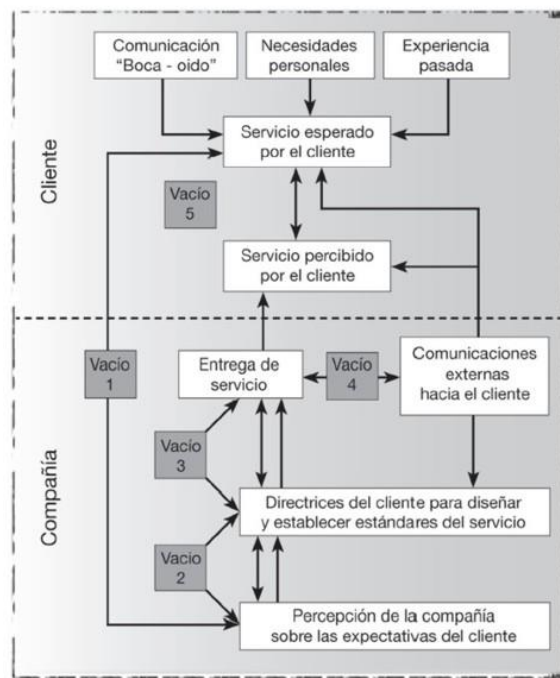 Comunicación
"Boca - oido"
Necesidades
personales
Experiencia
pasada
Servicio esperado
por el cliente
Cliente
Vacío
5
Servicio percibido
por el cliente
Vacío
1
Entrega de
servicio
Vacío
4
Comunicaciones
externas
hacia el cliente
Vacío
3
Compañía
Directrices del cliente para diseñar
y establecer estándares del servicio
Vacío
2
Percepción de la compañía
sobre las expectativas del cliente